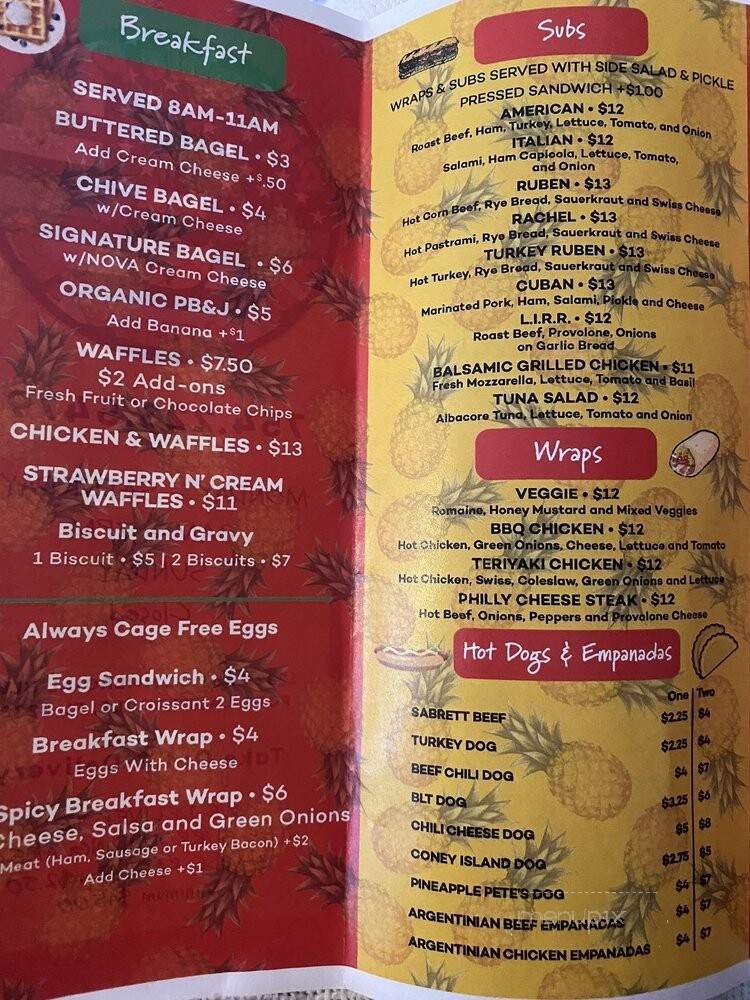 Breakfast
SERVED 8AM-11AM
BUTTERED BAGEL • $3
Add Cream Cheese +$.50
CHIVE BAGEL • $4
w/Cream Cheese
SIGNATURE BAGEL • $6
w/NOVA Cream Cheese
ORGANIC PB&J • $5
Add Banana +$1
WAFFLES • $7.50
$2 Add-ons
Fresh Fruit or Chocolate Chips
CHICKEN & WAFFLES • $13
STRAWBERRY N' CREAM
WAFFLES • $11
Biscuit and Gravy
1 Biscuit • $5 | 2 Biscuits • $7
Always Cage Free Eggs
Egg Sandwich • $4
Bagel or Croissant 2 Eggs
Breakfast Wrap • $4
Eggs With Cheese
Spicy Breakfast Wrap • $6
Cheese, Salsa and Green Onions
Meat (Ham, Sausage or Turkey Bacon) +$2
Add Cheese +$1
Subs
WRAPS & SUBS SERVED WITH SIDE SALAD & PICKLE
PRESSED SANDWICH +$1.00
AMERICAN • $12
Roast Beef, Ham, Turkey, Lettuce, Tomato, and Onion
ITALIAN • $12
Salami, Ham Capicola, Lettuce, Tomato,
and Onion
RUBEN • $13
Hot Corn Beef, Rye Bread, Sauerkraut and Swiss Cheese
RACHEL • $13
Hot Pastrami, Rye Bread, Sauerkraut and Swiss Cheese
TURKEY RUBEN • $13
Hot Turkey, Rye Bread, Sauerkraut and Swiss Cheese
CUBAN • $13
Marinated Pork, Ham, Salami, Pickle and Cheese
L.I.R.R. • $12
Roast Beef, Provolone, Onions
on Garlic Bread
BALSAMIC GRILLED CHICKEN • $11
Fresh Mozzarella, Lettuce, Tomato and Basil
TUNA SALAD • $12
Albacore Tuna, Lettuce, Tomato and Onion
Wraps
VEGGIE • $12
Romaine, Honey Mustard and Mixed Veggies
BBQ CHICKEN • $12
Hot Chicken, Green Onions, Cheese, Lettuce and Tomato
TERIYAKI CHICKEN • $12
Hot Chicken, Swiss, Coleslaw, Green Onions and Lettuce
PHILLY CHEESE STEAK • $12
Hot Beef, Onions, Peppers and Provolone Cheese
Hot Dogs & Empanadas
One | Two
SABRETT BEEF $2.25 $4
TURKEY DOG $2.25 $4
BEEF CHILI DOG $4 $7
BLT DOG $3.25 $6
CHILI CHEESE DOG $5 $8
CONEY ISLAND DOG $2.75 $5
PINEAPPLE PETE'S DOG $4 $7
ARGENTINIAN BEEF EMPANADAS $4 $7
ARGENTINIAN CHICKEN EMPANADAS $4 $7
menupix